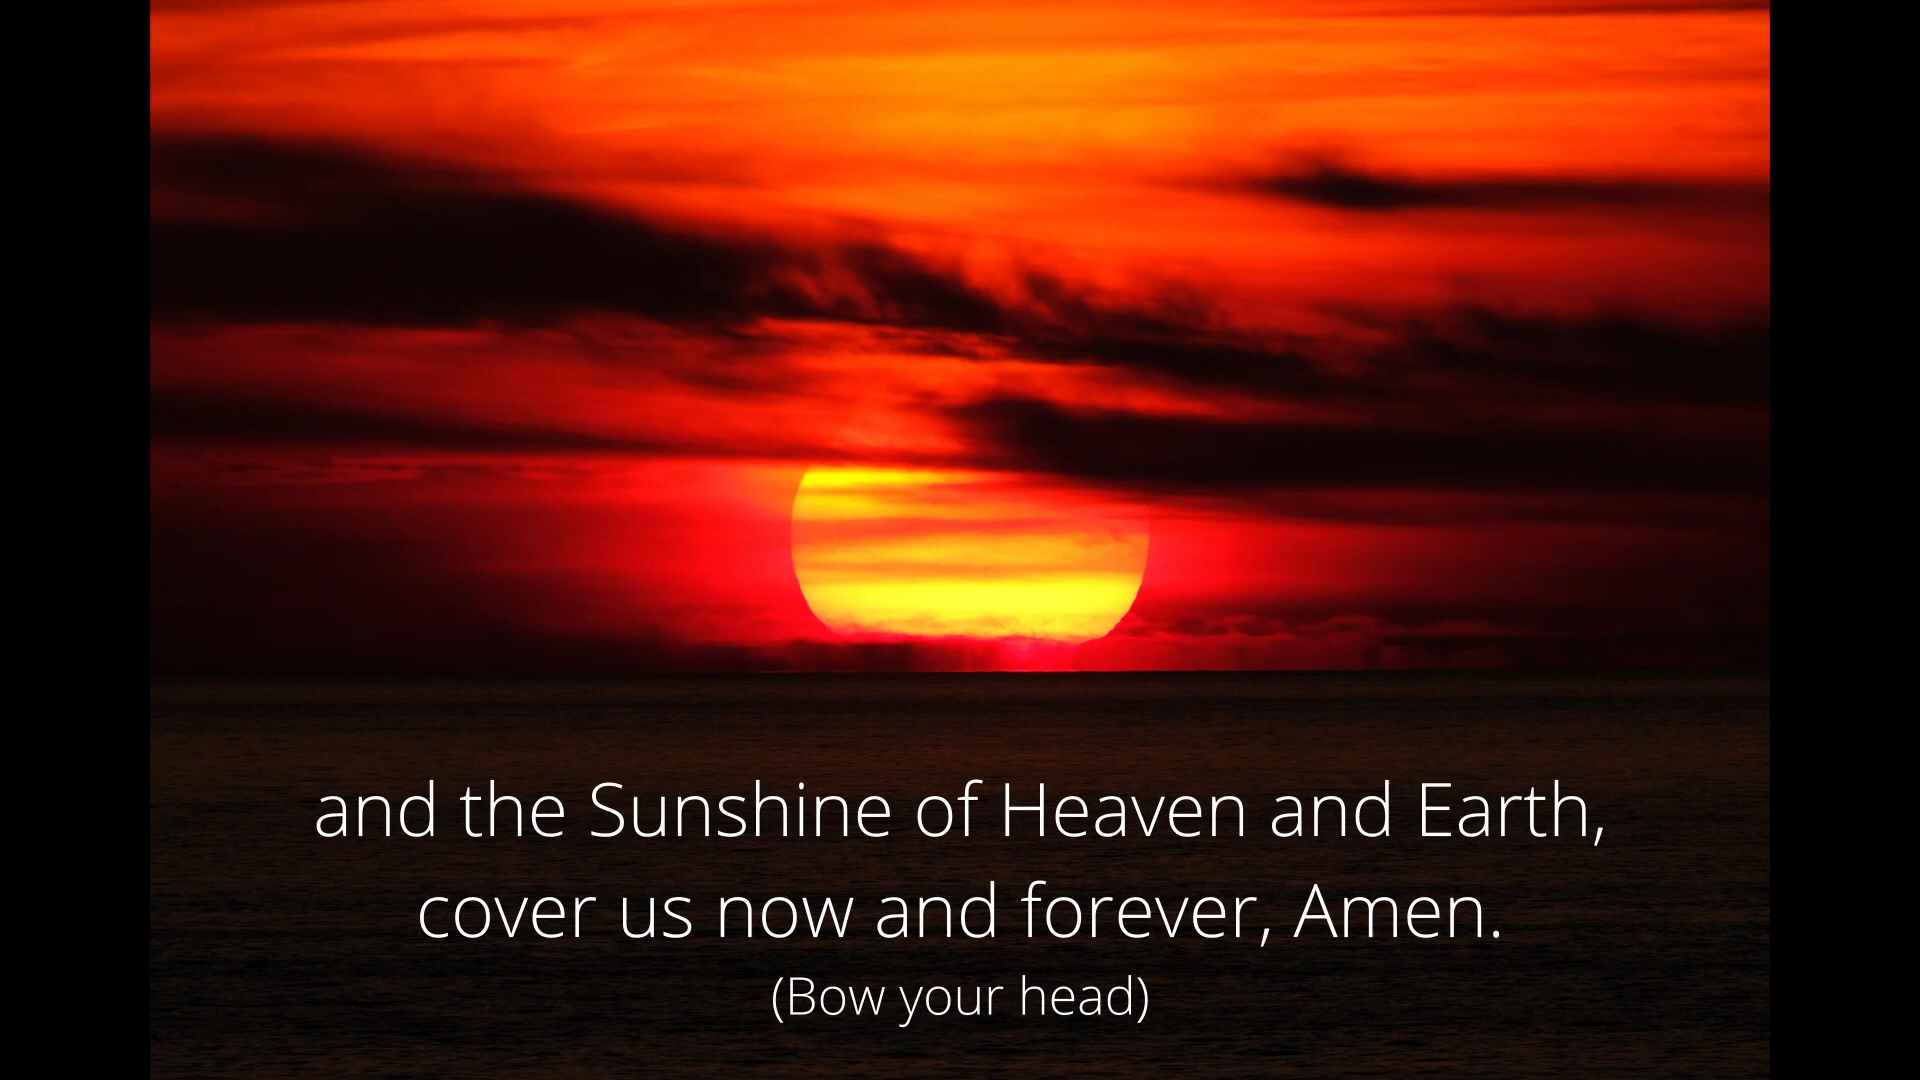 and the Sunshine of Heaven and Earth,
cover us now and forever, Amen.
(Bow your head)